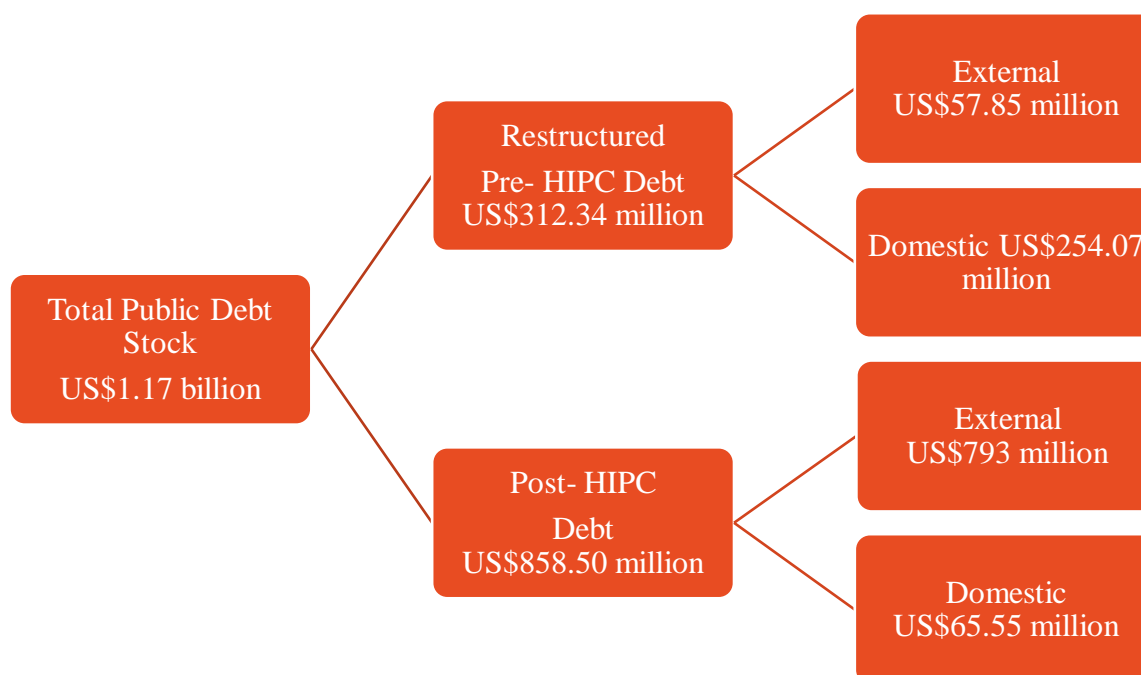 Total Public Debt
Stock
US$1.17 billion
Restructured
Pre- HIPC Debt
US$312.34 million
External
US$57.85 million
Domestic US$254.07
million
Post- HIPC
Debt
US$858.50 million
External
US$793 million
Domestic
US$65.55 million